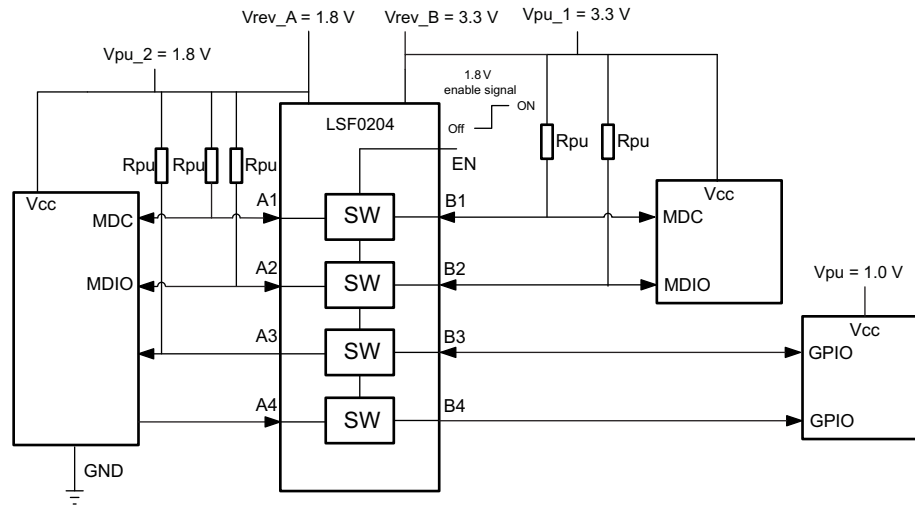 Vrev_A = 1.8 V
Vrev_B = 3.3 V
Vpu_1 = 3.3 V
Vpu_2 = 1.8 V
1.8 V
enable signal
ON
Off
LSF0204
EN
Rpu
Rpu
Rpu
Rpu
Rpu
Vcc
MDC
A1
SW
B1
Vcc
MDC
MDIO
A2
SW
B2
MDIO
Vpu = 1.0 V
A3
SW
B3
Vcc
GPIO
A4
SW
B4
GPIO
GND